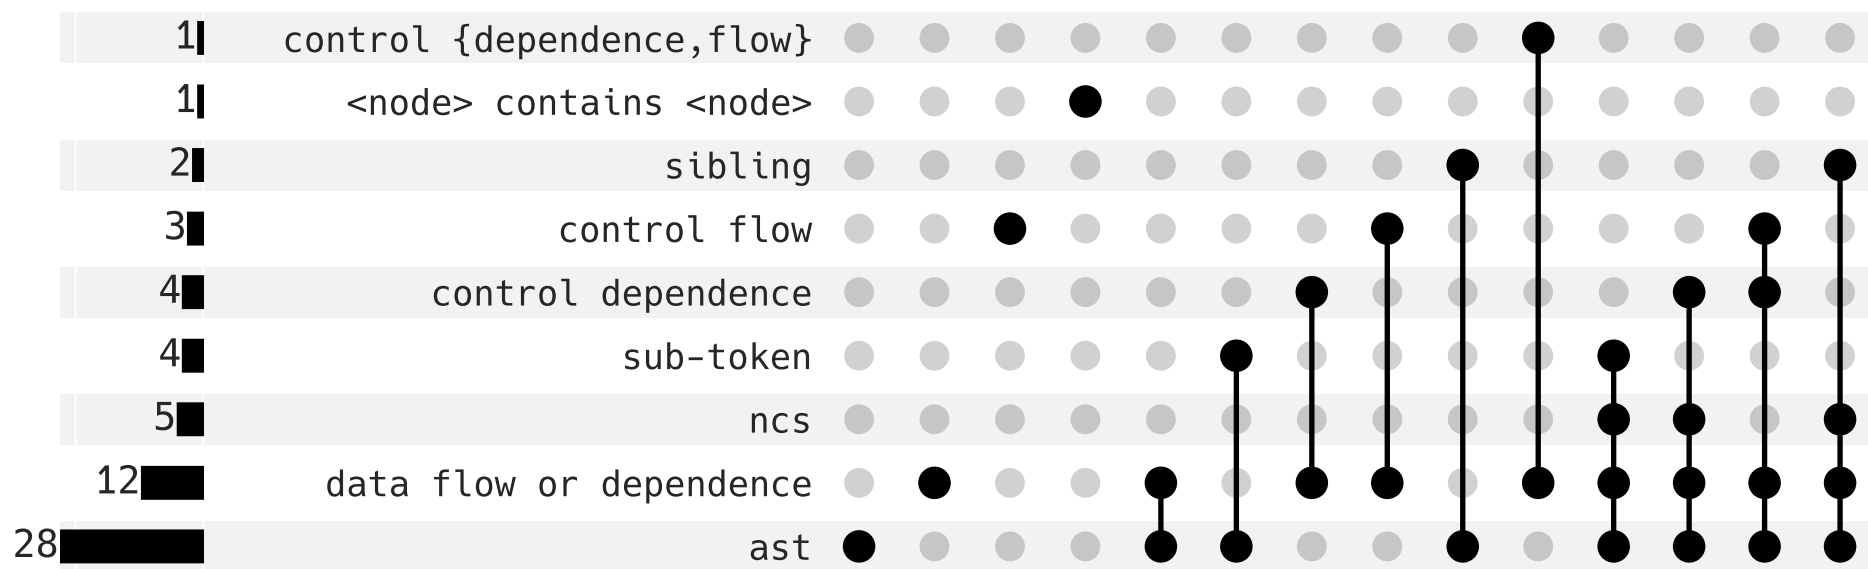 1 control {dependence,flow}
1 <node> contains <node>
2 sibling
3 control flow
4 control dependence
4 sub-token
5 ncs
12 data flow or dependence
28 ast